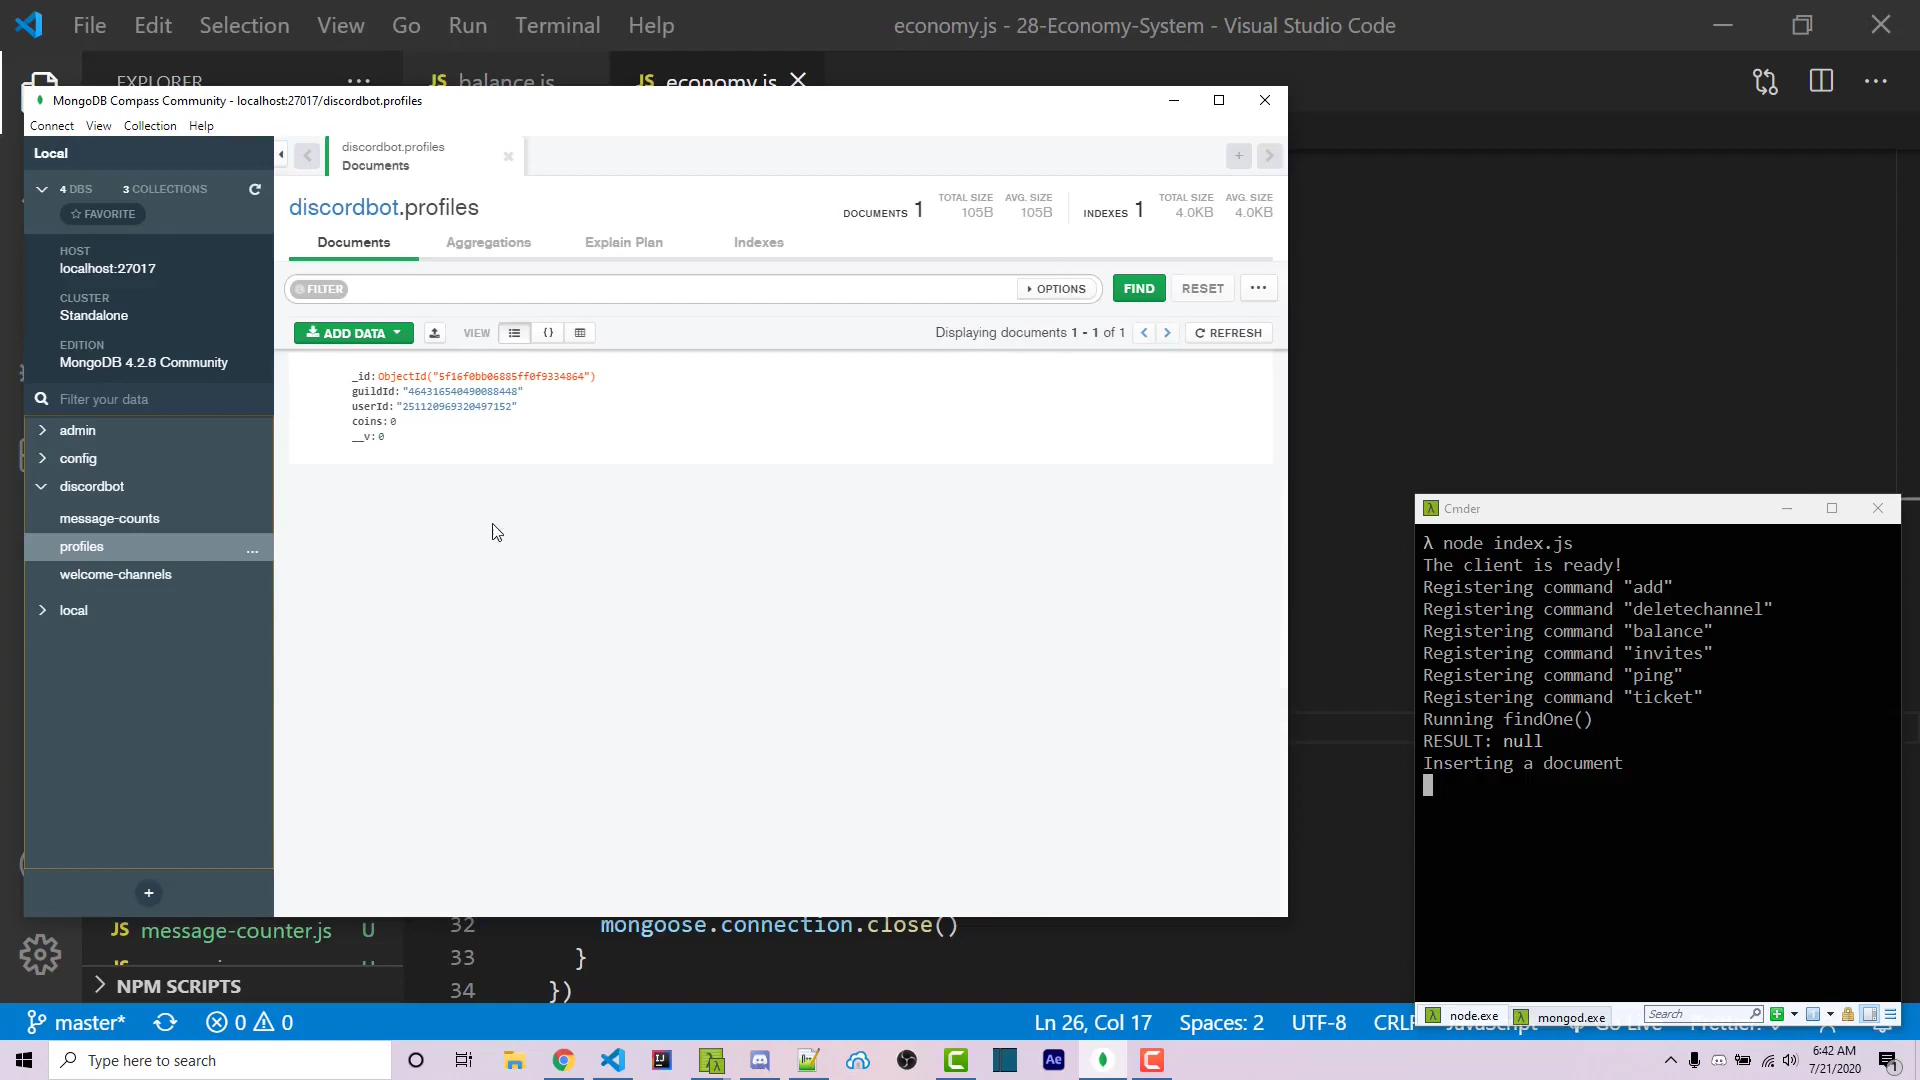 File Edit Selection View Go Run Terminal Help
economy.js - 28-Economy-System - Visual Studio Code
EXPLORER
JS balance.js
JS economy.js
MongoDB Compass Community - localhost:27017/discordbot.profiles
Connect View Collection Help
Local
4 DBS 3 COLLECTIONS
FAVORITE
HOST
localhost:27017
CLUSTER
Standalone
EDITION
MongoDB 4.2.8 Community
Filter your data
admin
config
discordbot
message-counts
profiles ...
welcome-channels
local
discordbot.profiles
Documents
discordbot.profiles
DOCUMENTS 1 TOTAL SIZE 105B AVG. SIZE 105B INDEXES 1 TOTAL SIZE 4.0KB AVG. SIZE 4.0KB
Documents Aggregations Explain Plan Indexes
FILTER OPTIONS FIND RESET ...
ADD DATA VIEW {} Displaying documents 1 - 1 of 1 REFRESH
_id: ObjectId("5f16f0bb06885ff0f9334864")
guildId: "464316540490088448"
userId: "251120969320497152"
coins: 0
__v: 0
Cmder
λ node index.js
The client is ready!
Registering command "add"
Registering command "deletechannel"
Registering command "balance"
Registering command "invites"
Registering command "ping"
Registering command "ticket"
Running findOne()
RESULT: null
Inserting a document
node.exe mongod.exe Search
JS message-counter.js U
NPM SCRIPTS
32 mongoose.connection.close()
33 }
34 })
master* 0 0 Ln 26, Col 17 Spaces: 2 UTF-8 CRLF
Type here to search
6:42 AM
7/21/2020